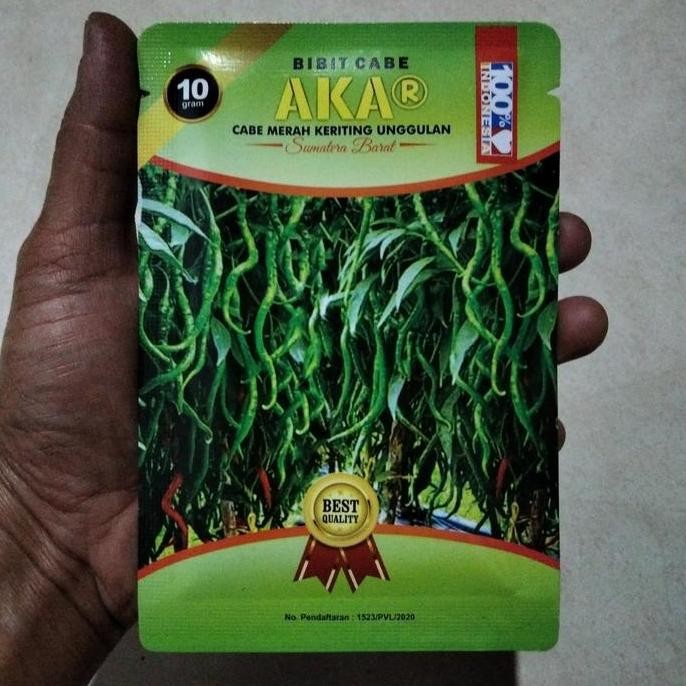 BIBIT CABE
10
gram
AKA®
CABE MERAH KERITING UNGGULAN
Sumatera Barat
100%
INDONESIA
BEST
QUALITY
No. Pendaftaran : 1523/PVL/2020